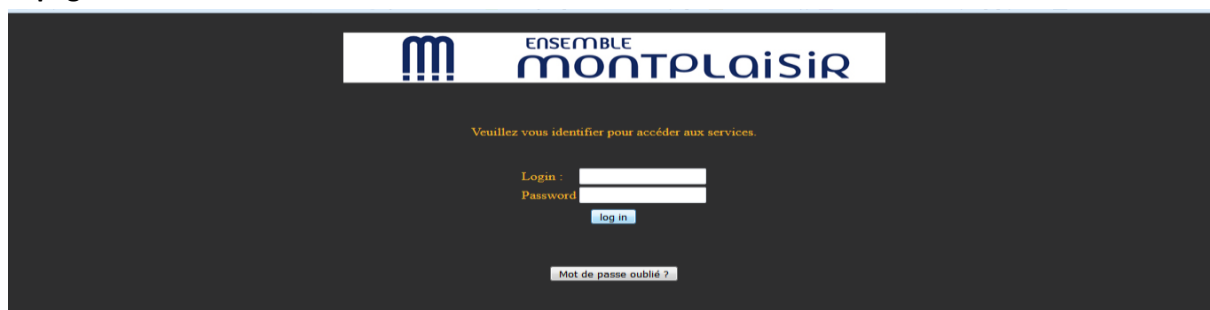 ENSEMBLE
MONTPLAISIR
Veuillez vous identifier pour accéder aux services.
Login :
Password
log in
Mot de passe oublié ?